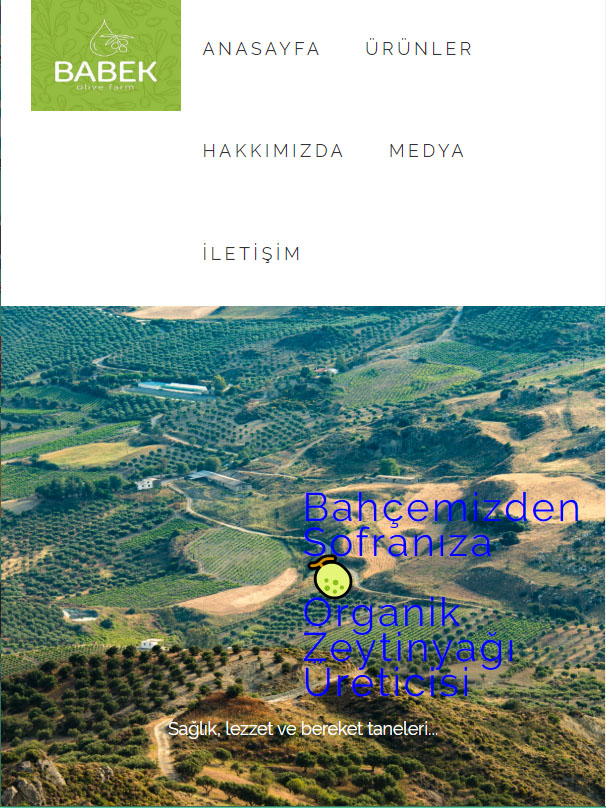 BABEK
olive farm
ANASAYFA ÜRÜNLER
HAKKIMIZDA MEDYA
İLETİŞİM
Bahçemizden
Sofranıza
Organik
Zeytinyağı
Üreticisi
Sağlık, lezzet ve bereket taneleri...